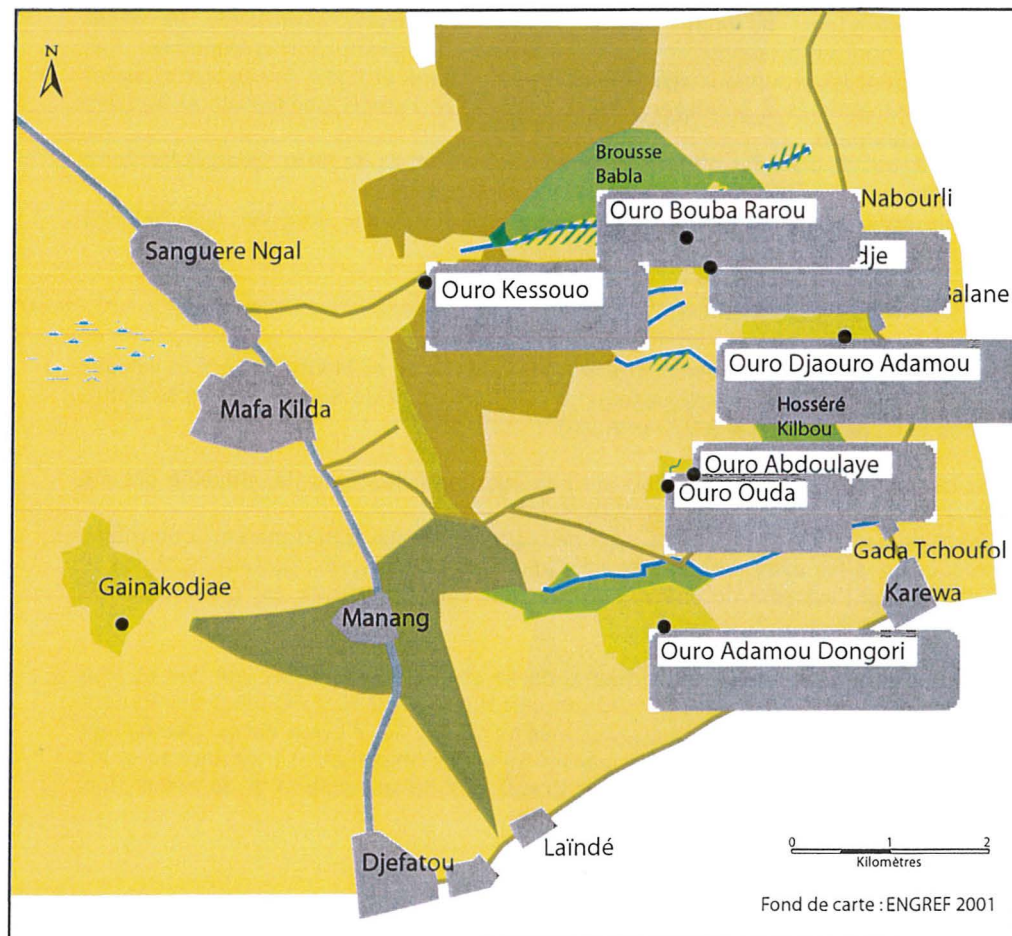 N
Brousse
Babla
Ouro Bouba Rarou
Nabourli
Sanguere Ngal
Ouro Kessouo
Ouro Djaouro Adamou
Mafa Kilda
Hosséré
Kilbou
Ouro Abdoulaye
Ouro Ouda
Gada Tchoufol
Gainakodjae
Karewa
Manang
Ouro Adamou Dongori
Laïndé
Djefatou
0 1 2
Kilomètres
Fond de carte : ENGREF 2001